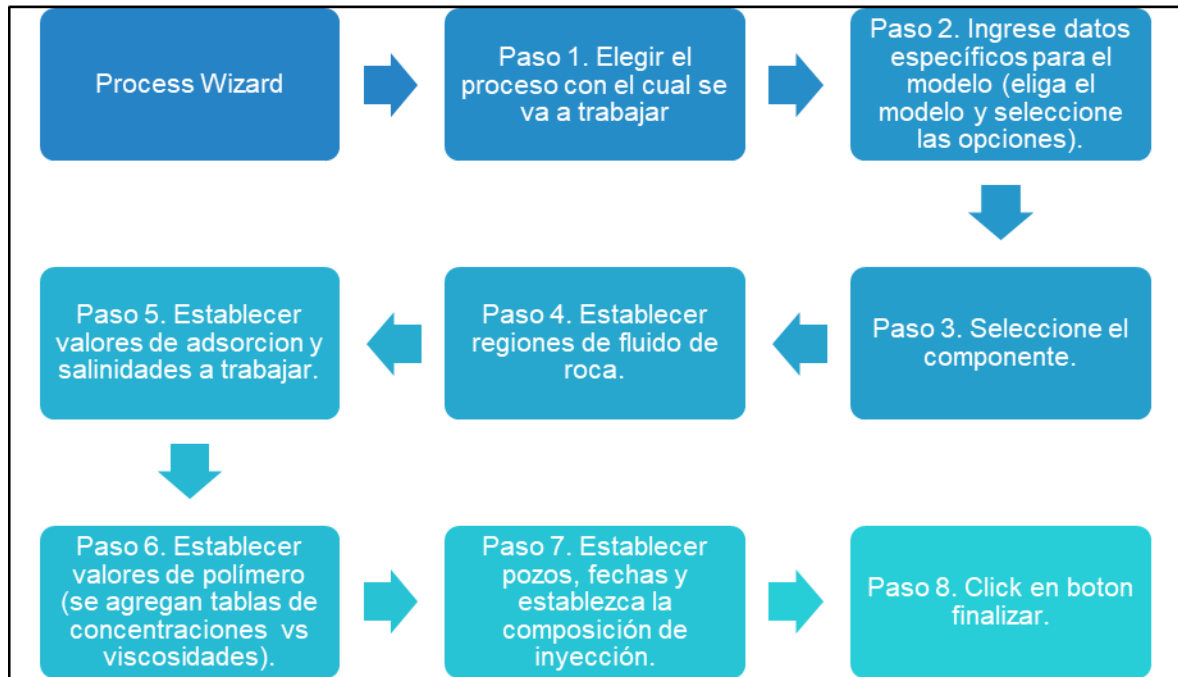 Process Wizard
Paso 1. Elegir el
proceso con el cual se
va a trabajar
Paso 2. Ingrese datos
específicos para el
modelo (eliga el
modelo y seleccione
las opciones).
Paso 3. Seleccione el
componente.
Paso 4. Establecer
regiones de fluido de
roca.
Paso 5. Establecer
valores de adsorcion y
salinidades a trabajar.
Paso 6. Establecer
valores de polímero
(se agregan tablas de
concentraciones vs
viscosidades).
Paso 7. Establecer
pozos, fechas y
establezca la
composición de
inyección.
Paso 8. Click en boton
finalizar.